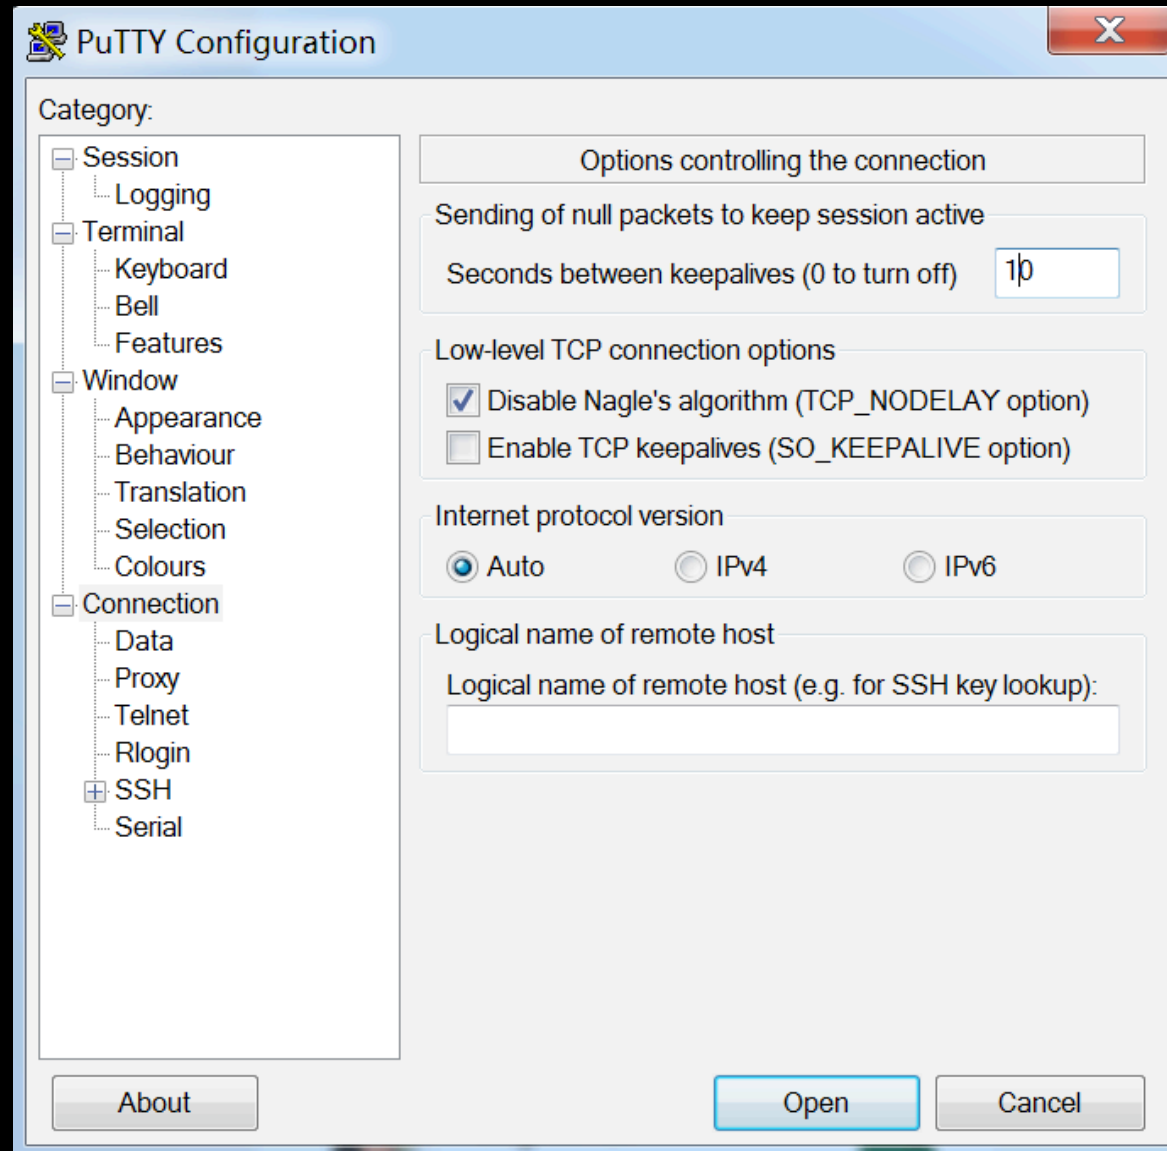 PuTTY Configuration
Category:
Session
Logging
Terminal
Keyboard
Bell
Features
Window
Appearance
Behaviour
Translation
Selection
Colours
Connection
Data
Proxy
Telnet
Rlogin
SSH
Serial
Options controlling the connection
Sending of null packets to keep session active
Seconds between keepalives (0 to turn off) 10
Low-level TCP connection options
Disable Nagle's algorithm (TCP_NODELAY option)
Enable TCP keepalives (SO_KEEPALIVE option)
Internet protocol version
Auto IPv4 IPv6
Logical name of remote host
Logical name of remote host (e.g. for SSH key lookup):
About Open Cancel